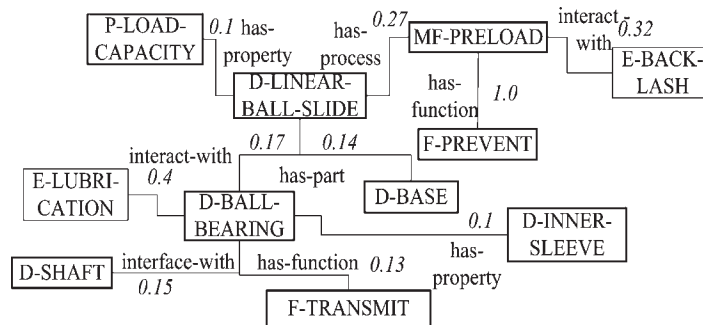 P-LOAD-
CAPACITY
0.1
has-
property
0.27
has-
process
MF-PRELOAD
interact-
with
0.32
E-BACK-
LASH
D-LINEAR-
BALL-SLIDE
has-
function
1.0
F-PREVENT
0.17
0.14
interact-with
has-part
E-LUBRI-
CATION
0.4
D-BALL-
BEARING
D-BASE
0.1
has-
property
D-INNER-
SLEEVE
D-SHAFT
interface-with
0.15
has-function
0.13
F-TRANSMIT